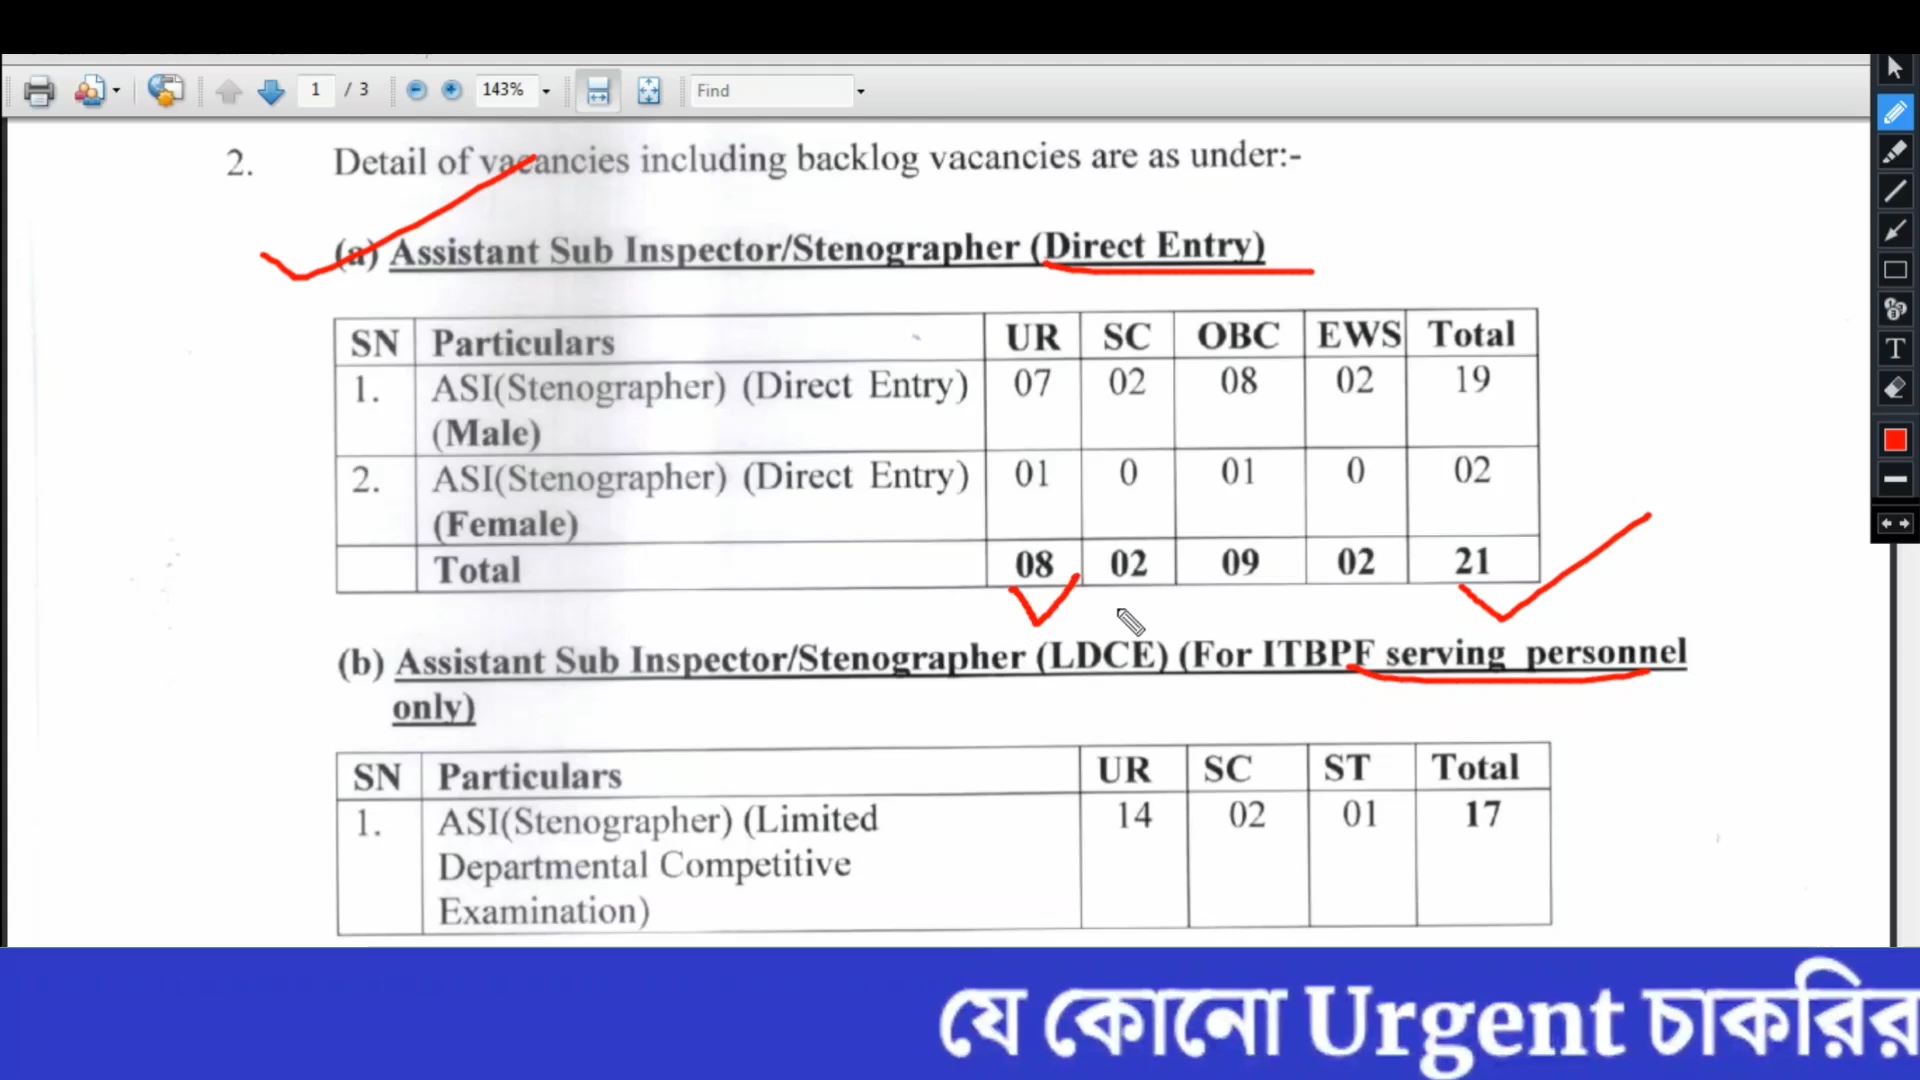 1 / 3 143% Find
2. Detail of vacancies including backlog vacancies are as under:-
(a) Assistant Sub Inspector/Stenographer (Direct Entry)
SN Particulars UR SC OBC EWS Total
1. ASI(Stenographer) (Direct Entry) 07 02 08 02 19
(Male)
2. ASI(Stenographer) (Direct Entry) 01 0 01 0 02
(Female)
Total 08 02 09 02 21
(b) Assistant Sub Inspector/Stenographer (LDCE) (For ITBPF serving personnel
only)
SN Particulars UR SC ST Total
1. ASI(Stenographer) (Limited 14 02 01 17
Departmental Competitive
Examination)
যে কোনো Urgent চাকরির
T